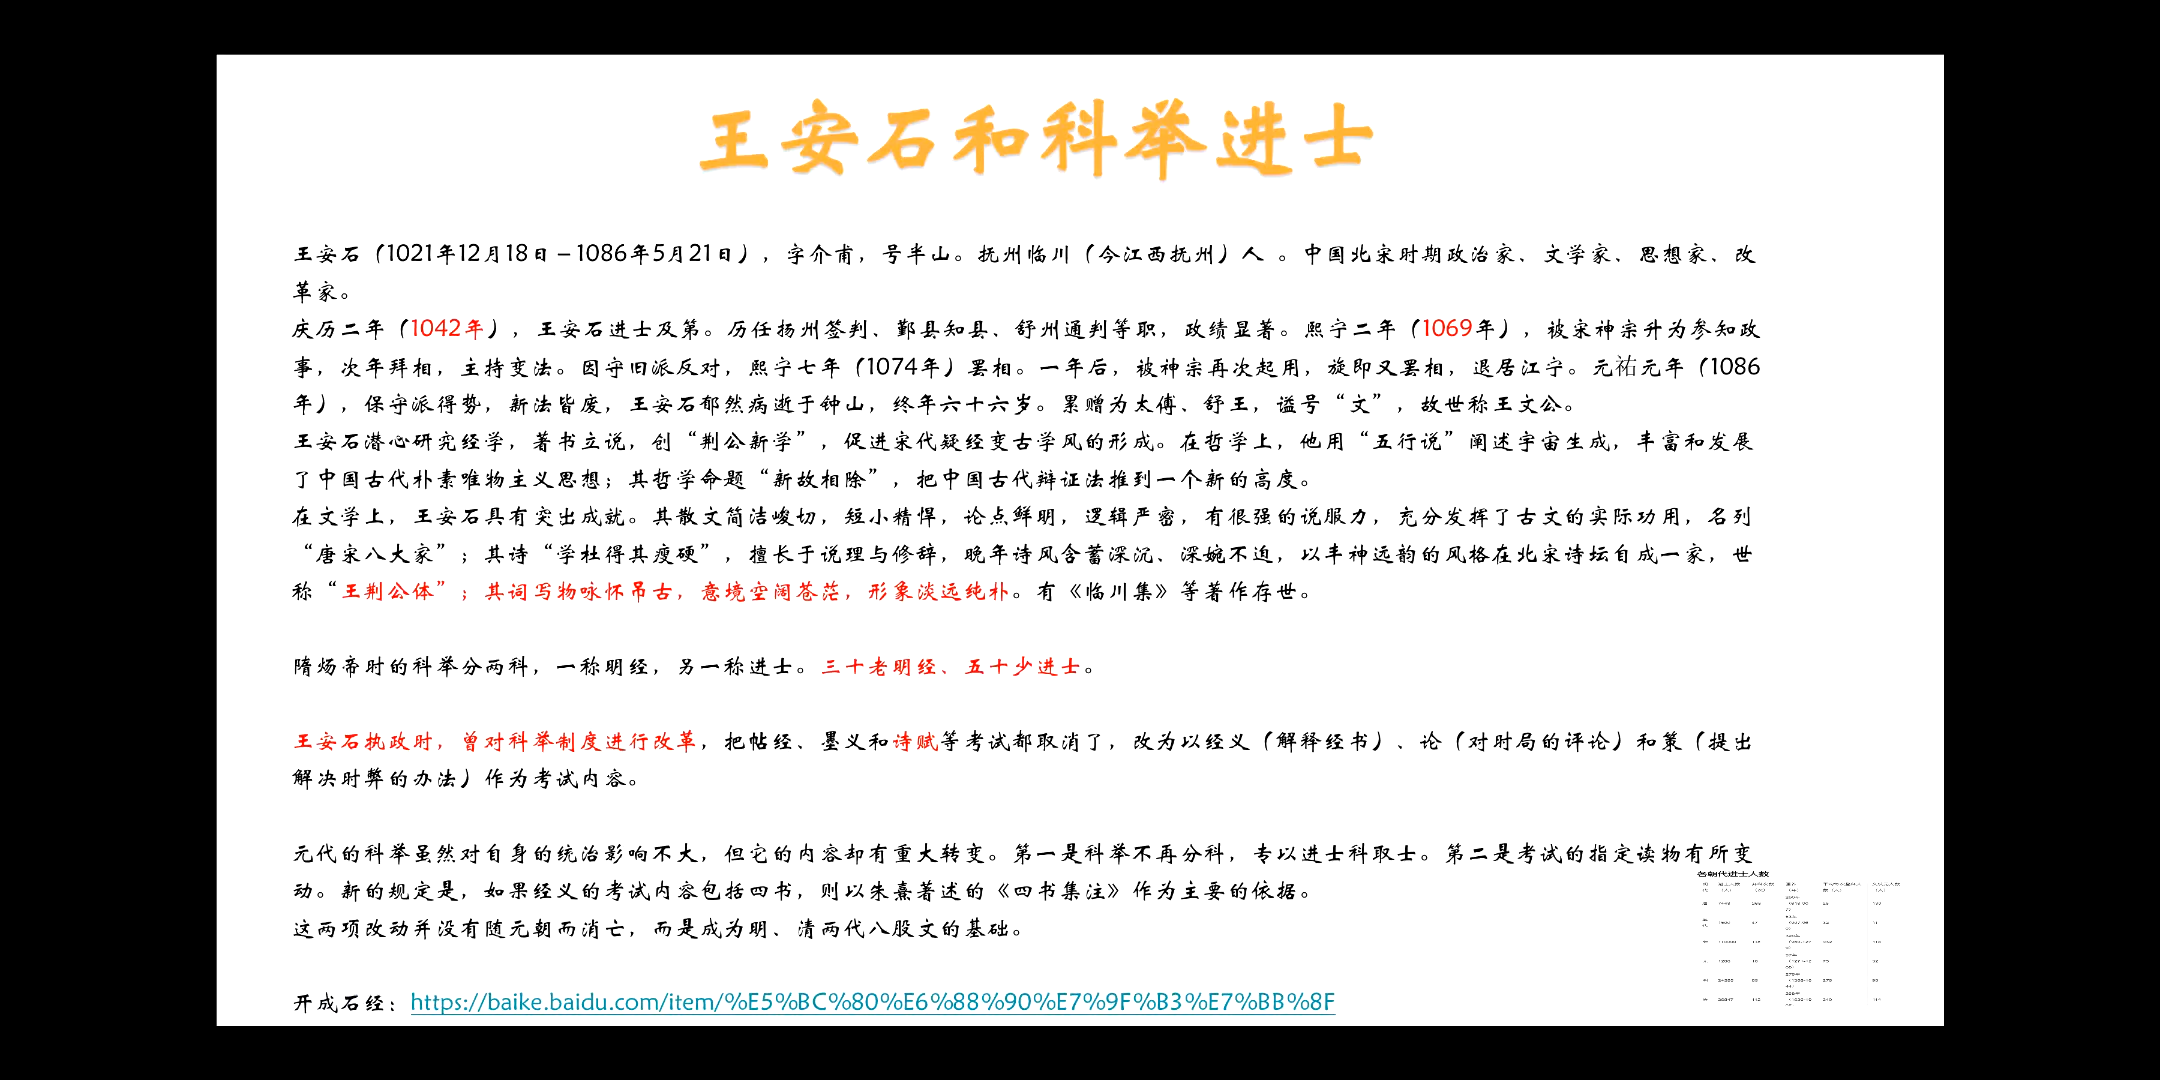 王安石和科举进士
王安石（1021年12月18日－1086年5月21日），字介甫，号半山。抚州临川（今江西抚州）人 。中国北宋时期政治家、文学家、思想家、改
革家。
庆历二年（1042年），王安石进士及第。历任扬州签判、鄞县知县、舒州通判等职，政绩显著。熙宁二年（1069年），被宋神宗升为参知政
事，次年拜相，主持变法。因守旧派反对，熙宁七年（1074年）罢相。一年后，被神宗再次起用，旋即又罢相，退居江宁。元祐元年（1086
年），保守派得势，新法皆废，王安石郁然病逝于钟山，终年六十六岁。累赠为太傅、舒王，谥号“文”，故世称王文公。
王安石潜心研究经学，著书立说，创“荆公新学”，促进宋代疑经变古学风的形成。在哲学上，他用“五行说”阐述宇宙生成，丰富和发展
了中国古代朴素唯物主义思想；其哲学命题“新故相除”，把中国古代辩证法推到一个新的高度。
在文学上，王安石具有突出成就。其散文简洁峻切，短小精悍，论点鲜明，逻辑严密，有很强的说服力，充分发挥了古文的实际功用，名列
“唐宋八大家”；其诗“学杜得其瘦硬”，擅长于说理与修辞，晚年诗风含蓄深沉、深婉不迫，以丰神远韵的风格在北宋诗坛自成一家，世
称“王荆公体”；其词写物咏怀吊古，意境空阔苍茫，形象淡远纯朴。有《临川集》等著作存世。
隋炀帝时的科举分两科，一称明经，另一称进士。三十老明经、五十少进士。
王安石执政时，曾对科举制度进行改革，把帖经、墨义和诗赋等考试都取消了，改为以经义（解释经书）、论（对时局的评论）和策（提出
解决时弊的办法）作为考试内容。
元代的科举虽然对自身的统治影响不大，但它的内容却有重大转变。第一是科举不再分科，专以进士科取士。第二是考试的指定读物有所变
动。新的规定是，如果经义的考试内容包括四书，则以朱熹著述的《四书集注》作为主要的依据。
这两项改动并没有随元朝而消亡，而是成为明、清两代八股文的基础。
各朝代进士人数
开成石经：https://baike.baidu.com/item/%E5%BC%80%E6%88%90%E7%9F%B3%E7%BB%8F